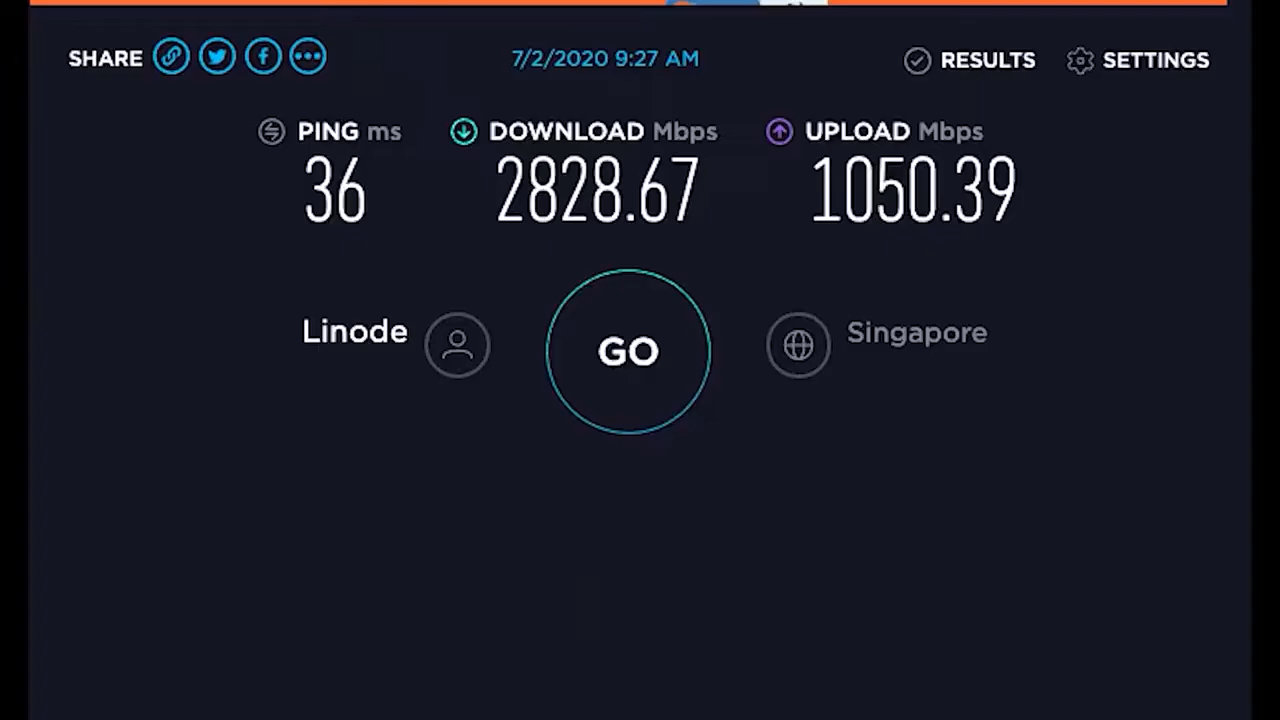 SHARE 7/2/2020 9:27 AM RESULTS SETTINGS
PING ms DOWNLOAD Mbps UPLOAD Mbps
36 2828.67 1050.39
Linode GO Singapore